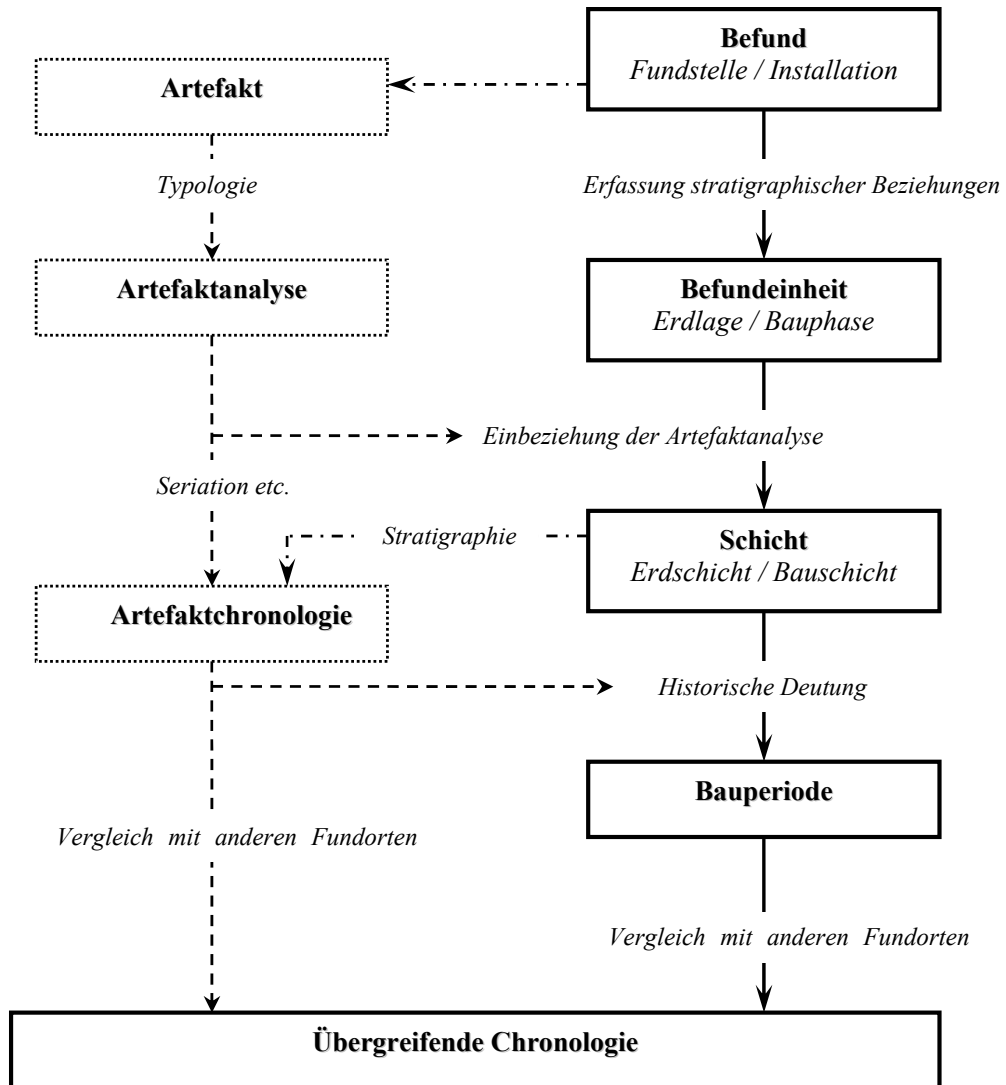 Befund
Fundstelle / Installation
Artefakt
Typologie
Erfassung stratigraphischer Beziehungen
Artefaktanalyse
Befundeinheit
Erdlage / Bauphase
Einbeziehung der Artefaktanalyse
Seriation etc.
Stratigraphie
Schicht
Erdschicht / Bauschicht
Artefaktchronologie
Historische Deutung
Bauperiode
Vergleich mit anderen Fundorten
Vergleich mit anderen Fundorten
Übergreifende Chronologie